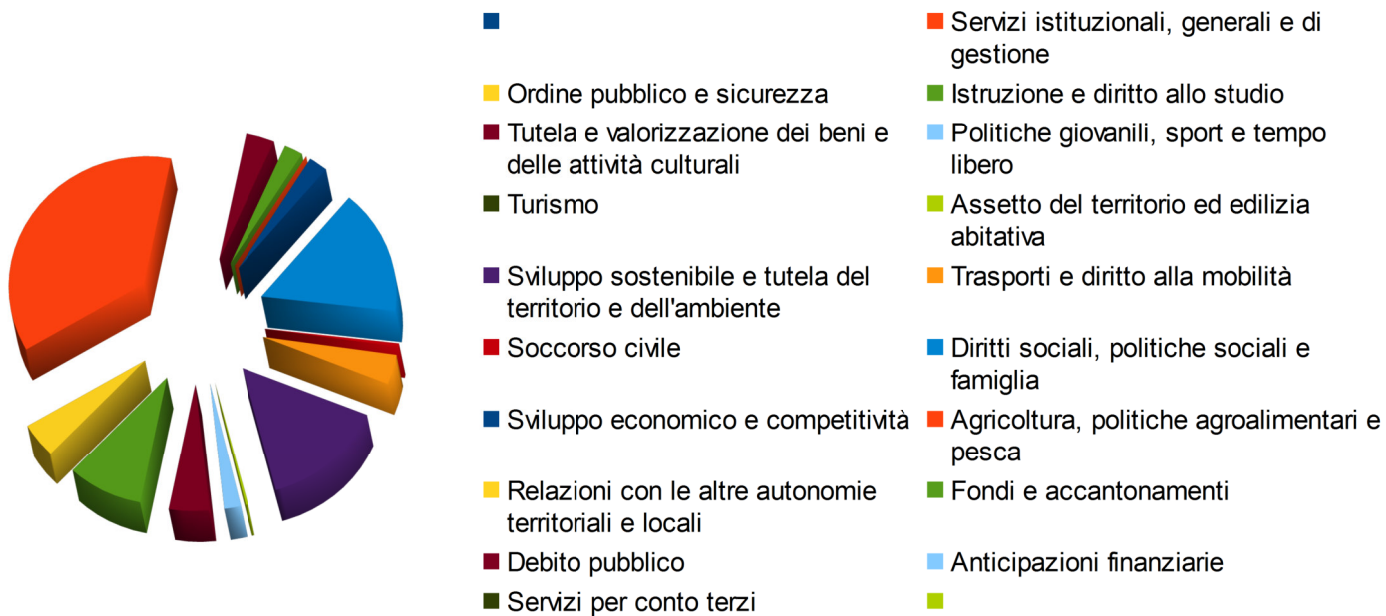 Servizi istituzionali, generali e di
gestione
Ordine pubblico e sicurezza
Istruzione e diritto allo studio
Tutela e valorizzazione dei beni e
delle attività culturali
Politiche giovanili, sport e tempo
libero
Turismo
Assetto del territorio ed edilizia
abitativa
Sviluppo sostenibile e tutela del
territorio e dell'ambiente
Trasporti e diritto alla mobilità
Soccorso civile
Diritti sociali, politiche sociali e
famiglia
Sviluppo economico e competitività
Agricoltura, politiche agroalimentari e
pesca
Relazioni con le altre autonomie
territoriali e locali
Fondi e accantonamenti
Debito pubblico
Anticipazioni finanziarie
Servizi per conto terzi